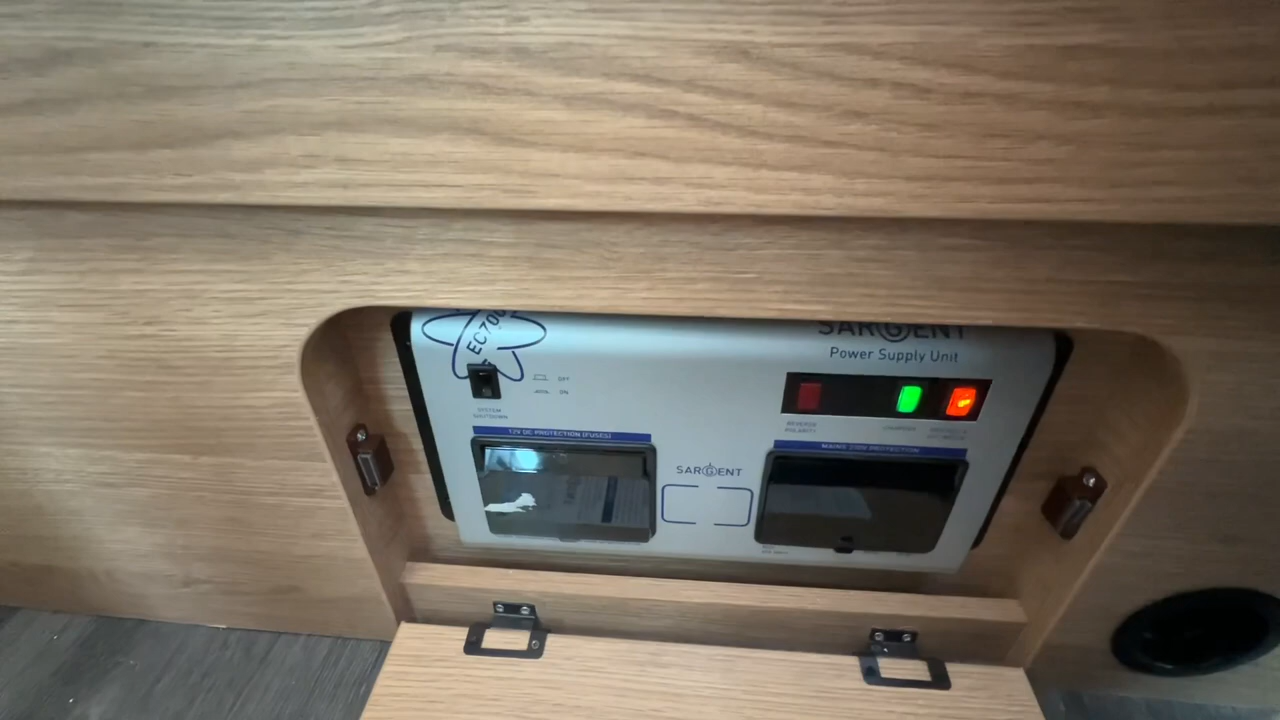 EC700
SARGENT
Power Supply Unit
OFF
ON
SYSTEM
SHUTDOWN
REVERSE
POLARITY
CHARGER
12V DC PROTECTION (FUSES)
MAINS 230V PROTECTION
SARGENT